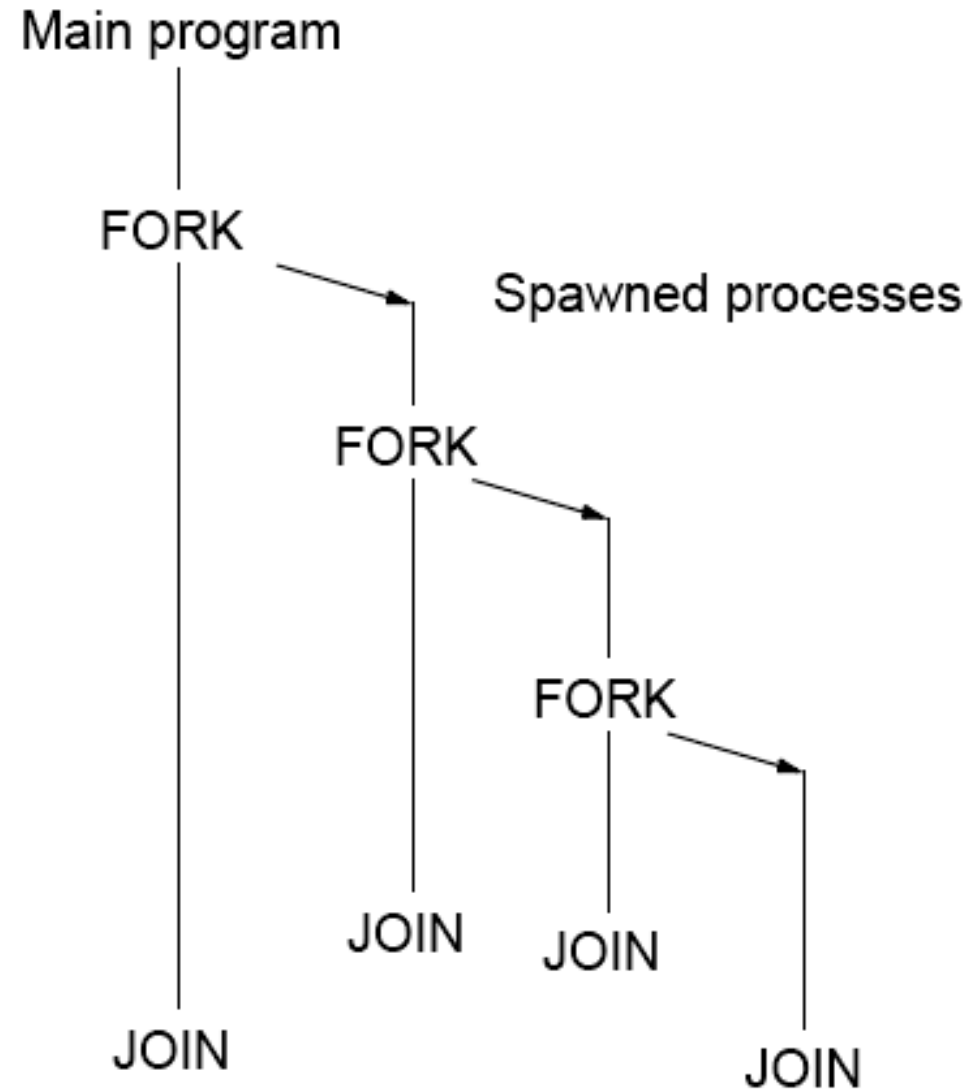 Main program
FORK
Spawned processes
FORK
FORK
JOIN
JOIN
JOIN
JOIN